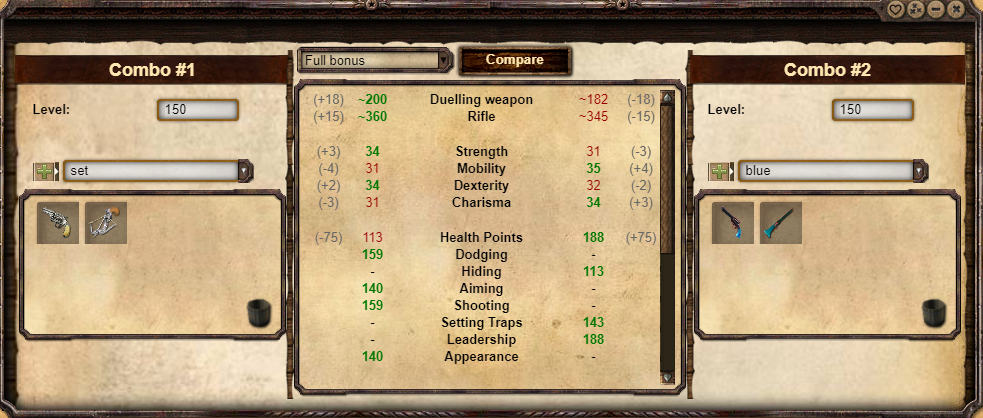 Combo #1
Level: 150
set
Full bonus
Compare
(+18) ~200 Duelling weapon ~182 (-18)
(+15) ~360 Rifle ~345 (-15)
(+3) 34 Strength 31 (-3)
(-4) 31 Mobility 35 (+4)
(+2) 34 Dexterity 32 (-2)
(-3) 31 Charisma 34 (+3)
(-75) 113 Health Points 188 (+75)
159 Dodging -
- Hiding 113
140 Aiming -
159 Shooting -
- Setting Traps 143
- Leadership 188
140 Appearance -
Combo #2
Level: 150
blue